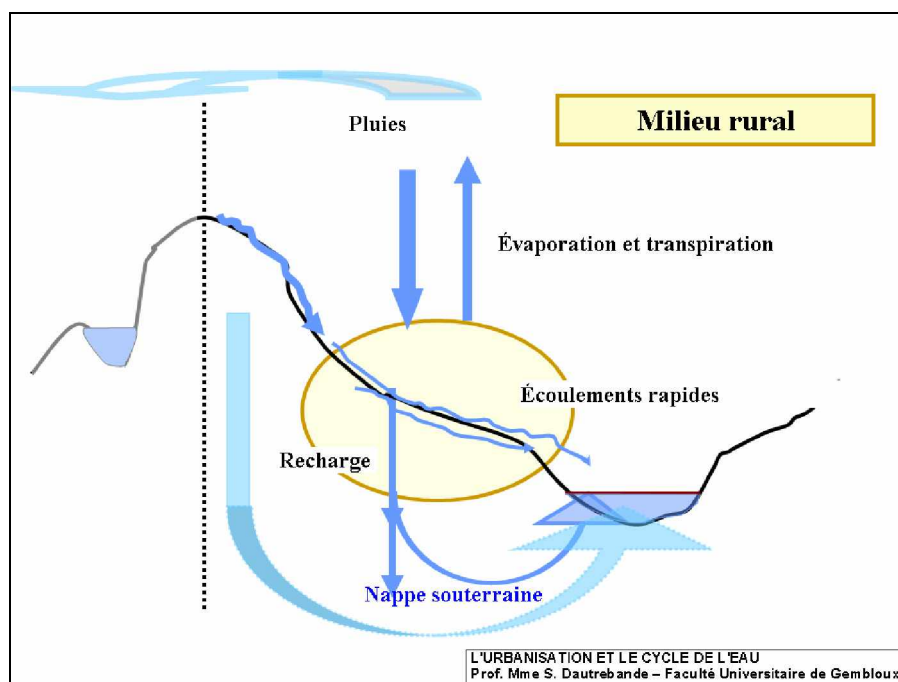 Milieu rural
Pluies
Évaporation et transpiration
Écoulements rapides
Recharge
Nappe souterraine
L'URBANISATION ET LE CYCLE DE L'EAU
Prof. Mme S. Dautrebande – Faculté Universitaire de Gembloux